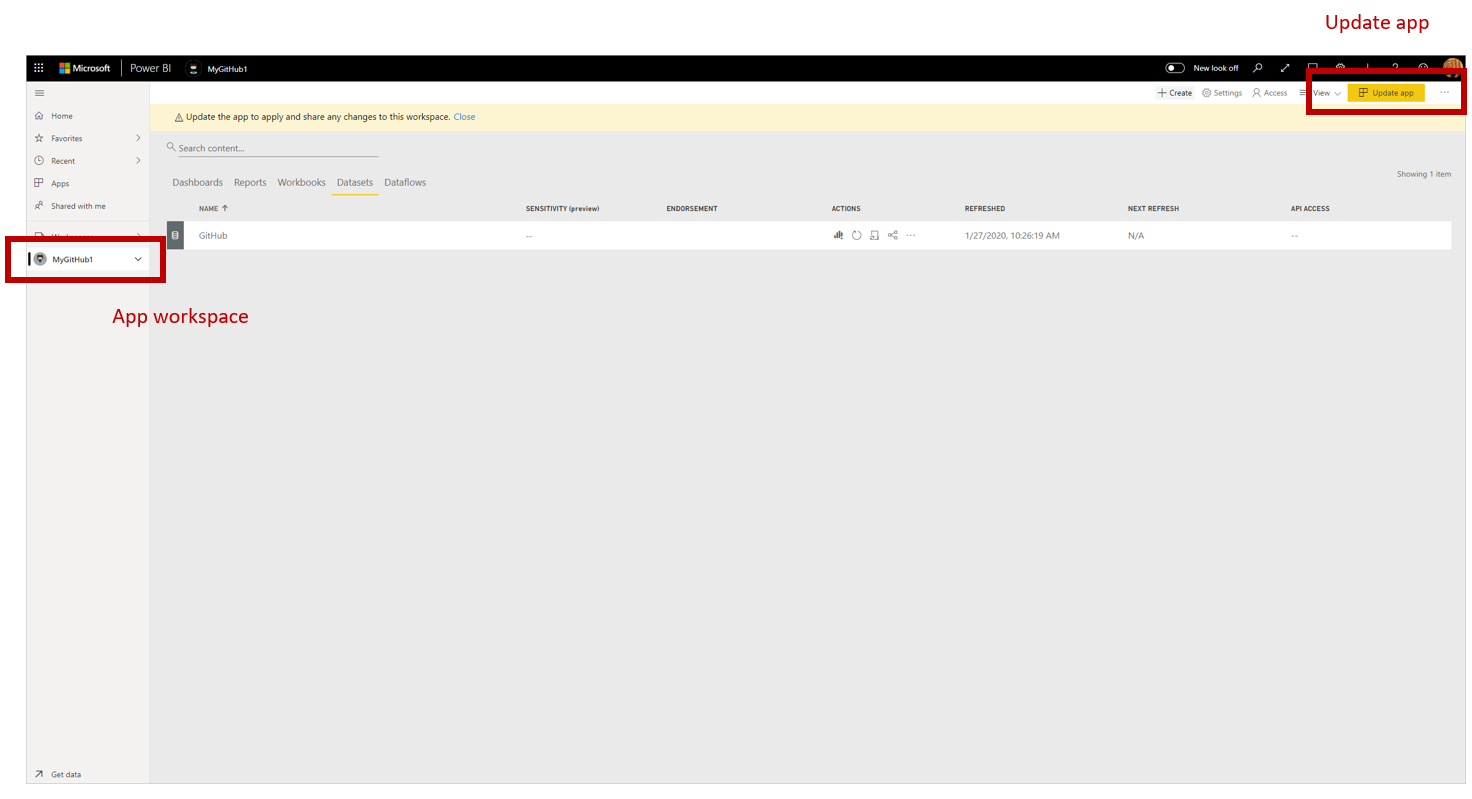 Update app
Microsoft Power BI MyGitHub1 New look off
Create Settings Access View Update app
Update the app to apply and share any changes to this workspace. Close
Home
Favorites
Recent
Apps
Shared with me
MyGitHub1
App workspace
Get data
Search content...
Showing 1 item
Dashboards Reports Workbooks Datasets Dataflows
NAME SENSITIVITY (preview) ENDORSEMENT ACTIONS REFRESHED NEXT REFRESH API ACCESS
GitHub -- 1/27/2020, 10:26:19 AM N/A --